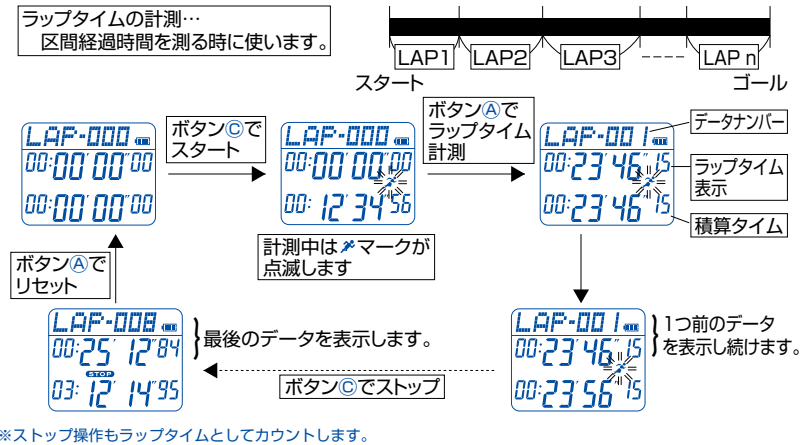 ラップタイムの計測…
区間経過時間を測る時に使います。
LAP1 LAP2 LAP3 ---- LAP n
スタート ゴール
LAP-000
00:00'00"00
00:00'00"00
ボタンⒸで
スタート
LAP-000
00:00'00"00
00:12'34"56
計測中はマークが
点滅します
ボタンⒶで
ラップタイム
計測
LAP-001
00:23'46"15
00:23'46"15
データナンバー
ラップタイム
表示
積算タイム
LAP-001
00:23'46"15
00:23'56"15
1つ前のデータ
を表示し続けます。
ボタンⒸでストップ
LAP-008
00:25'12"84
STOP
03:12'14"95
最後のデータを表示します。
ボタンⒶで
リセット
※ストップ操作もラップタイムとしてカウントします。